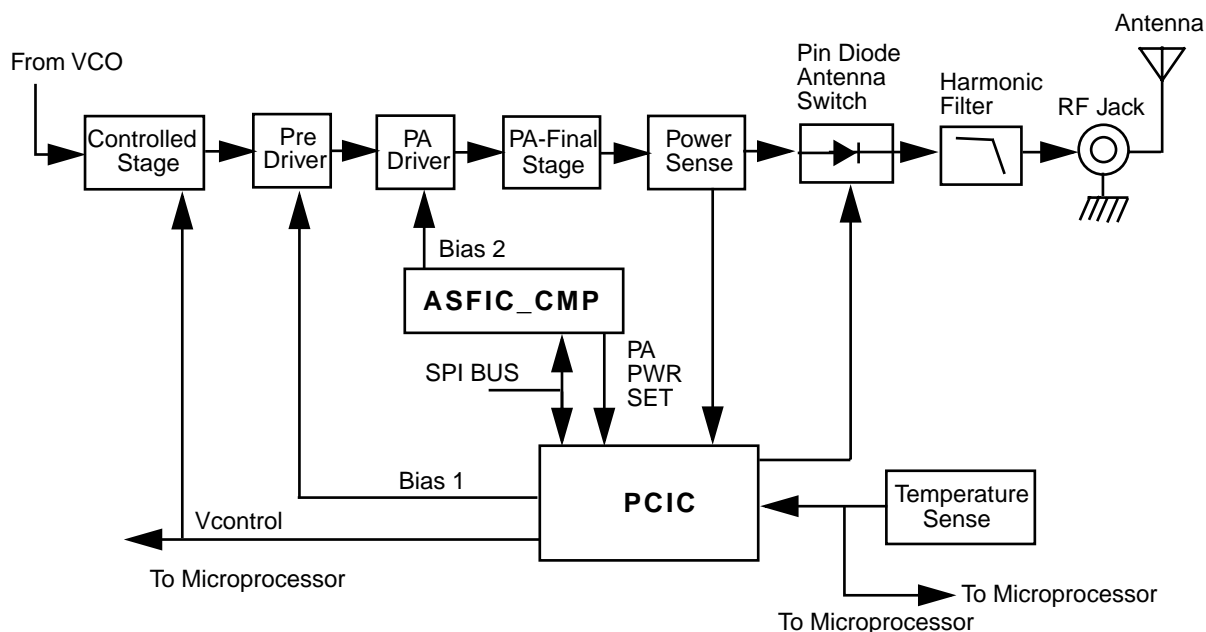 Antenna
From VCO
Pin Diode
Antenna
Switch
Harmonic
Filter
RF Jack
Controlled
Stage
Pre
Driver
PA
Driver
PA-Final
Stage
Power
Sense
Bias 2
ASFIC_CMP
SPI BUS
PA
PWR
SET
Bias 1
PCIC
Temperature
Sense
Vcontrol
To Microprocessor
To Microprocessor
To Microprocessor